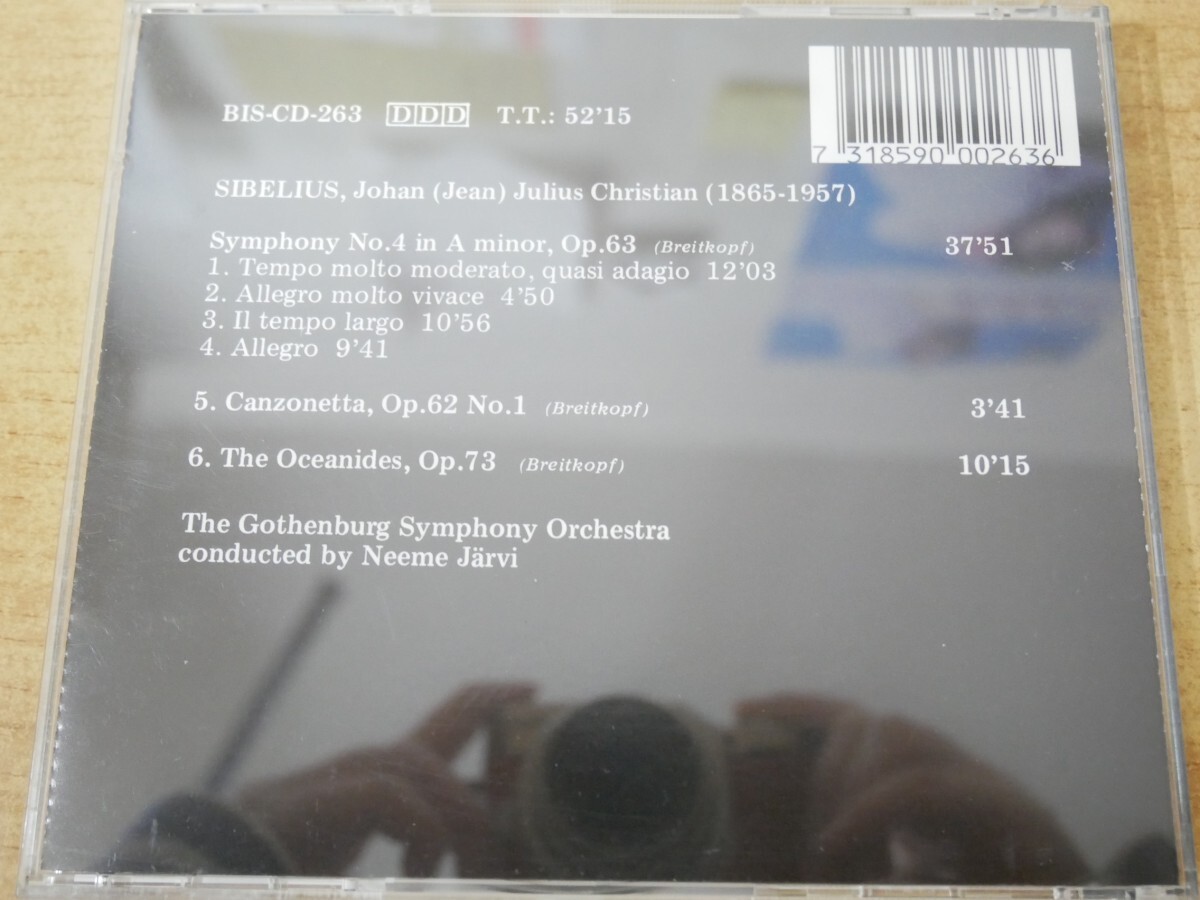 BIS-CD-263 DDD T.T.: 52'15
7 318590 002636
SIBELIUS, Johan (Jean) Julius Christian (1865-1957)
Symphony No.4 in A minor, Op.63 (Breitkopf) 37'51
1. Tempo molto moderato, quasi adagio 12'03
2. Allegro molto vivace 4'50
3. Il tempo largo 10'56
4. Allegro 9'41
5. Canzonetta, Op.62 No.1 (Breitkopf) 3'41
6. The Oceanides, Op.73 (Breitkopf) 10'15
The Gothenburg Symphony Orchestra
conducted by Neeme Järvi